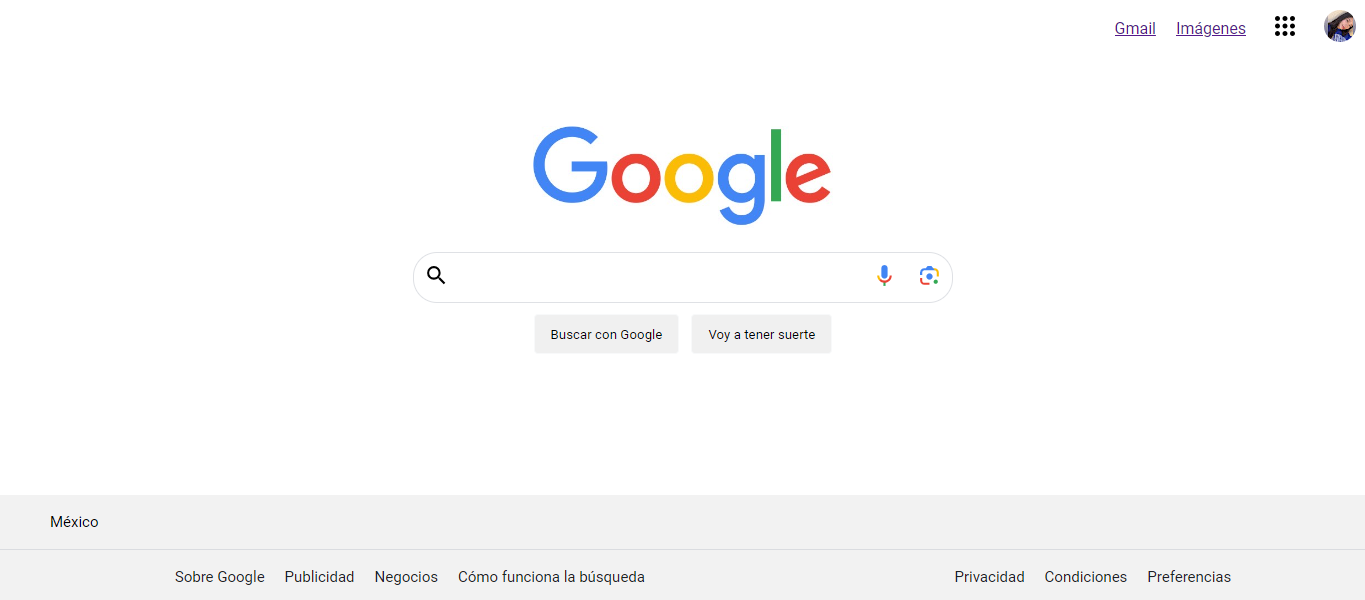 Gmail Imágenes
Google
Buscar con Google Voy a tener suerte
México
Sobre Google Publicidad Negocios Cómo funciona la búsqueda Privacidad Condiciones Preferencias